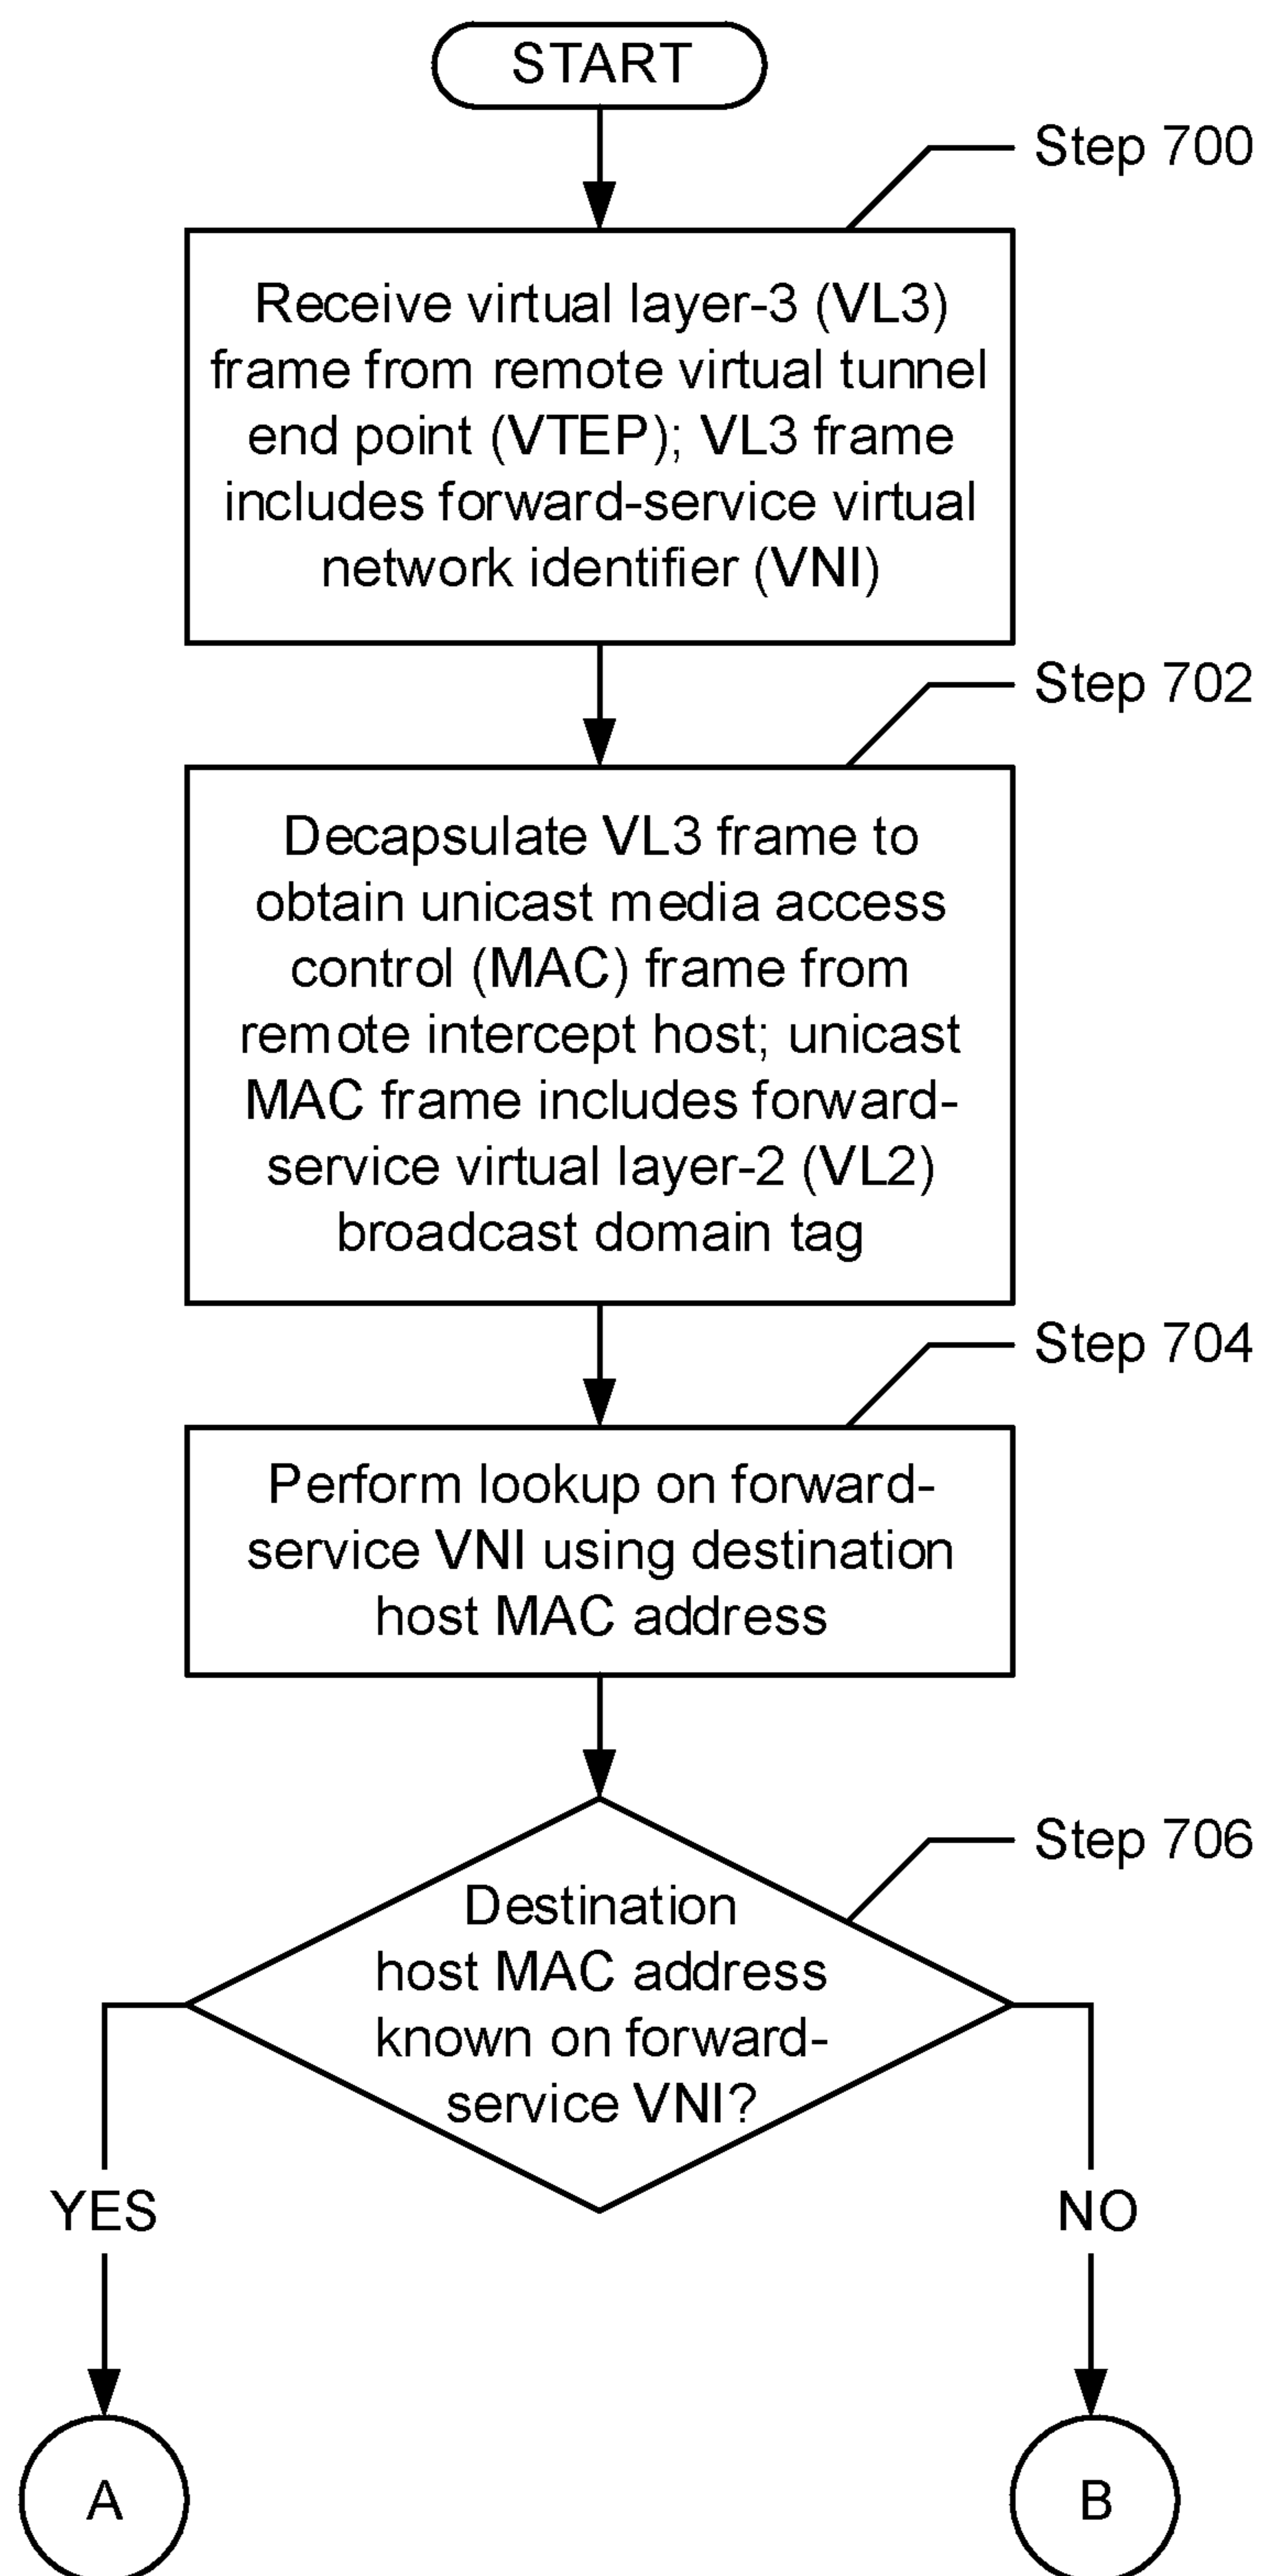 START
Step 700
Receive virtual layer-3 (VL3)
frame from remote virtual tunnel
end point (VTEP); VL3 frame
includes forward-service virtual
network identifier (VNI)
Step 702
Decapsulate VL3 frame to
obtain unicast media access
control (MAC) frame from
remote intercept host; unicast
MAC frame includes forward-
service virtual layer-2 (VL2)
broadcast domain tag
Step 704
Perform lookup on forward-
service VNI using destination
host MAC address
Step 706
Destination
host MAC address
known on forward-
service VNI?
YES
NO
A
B